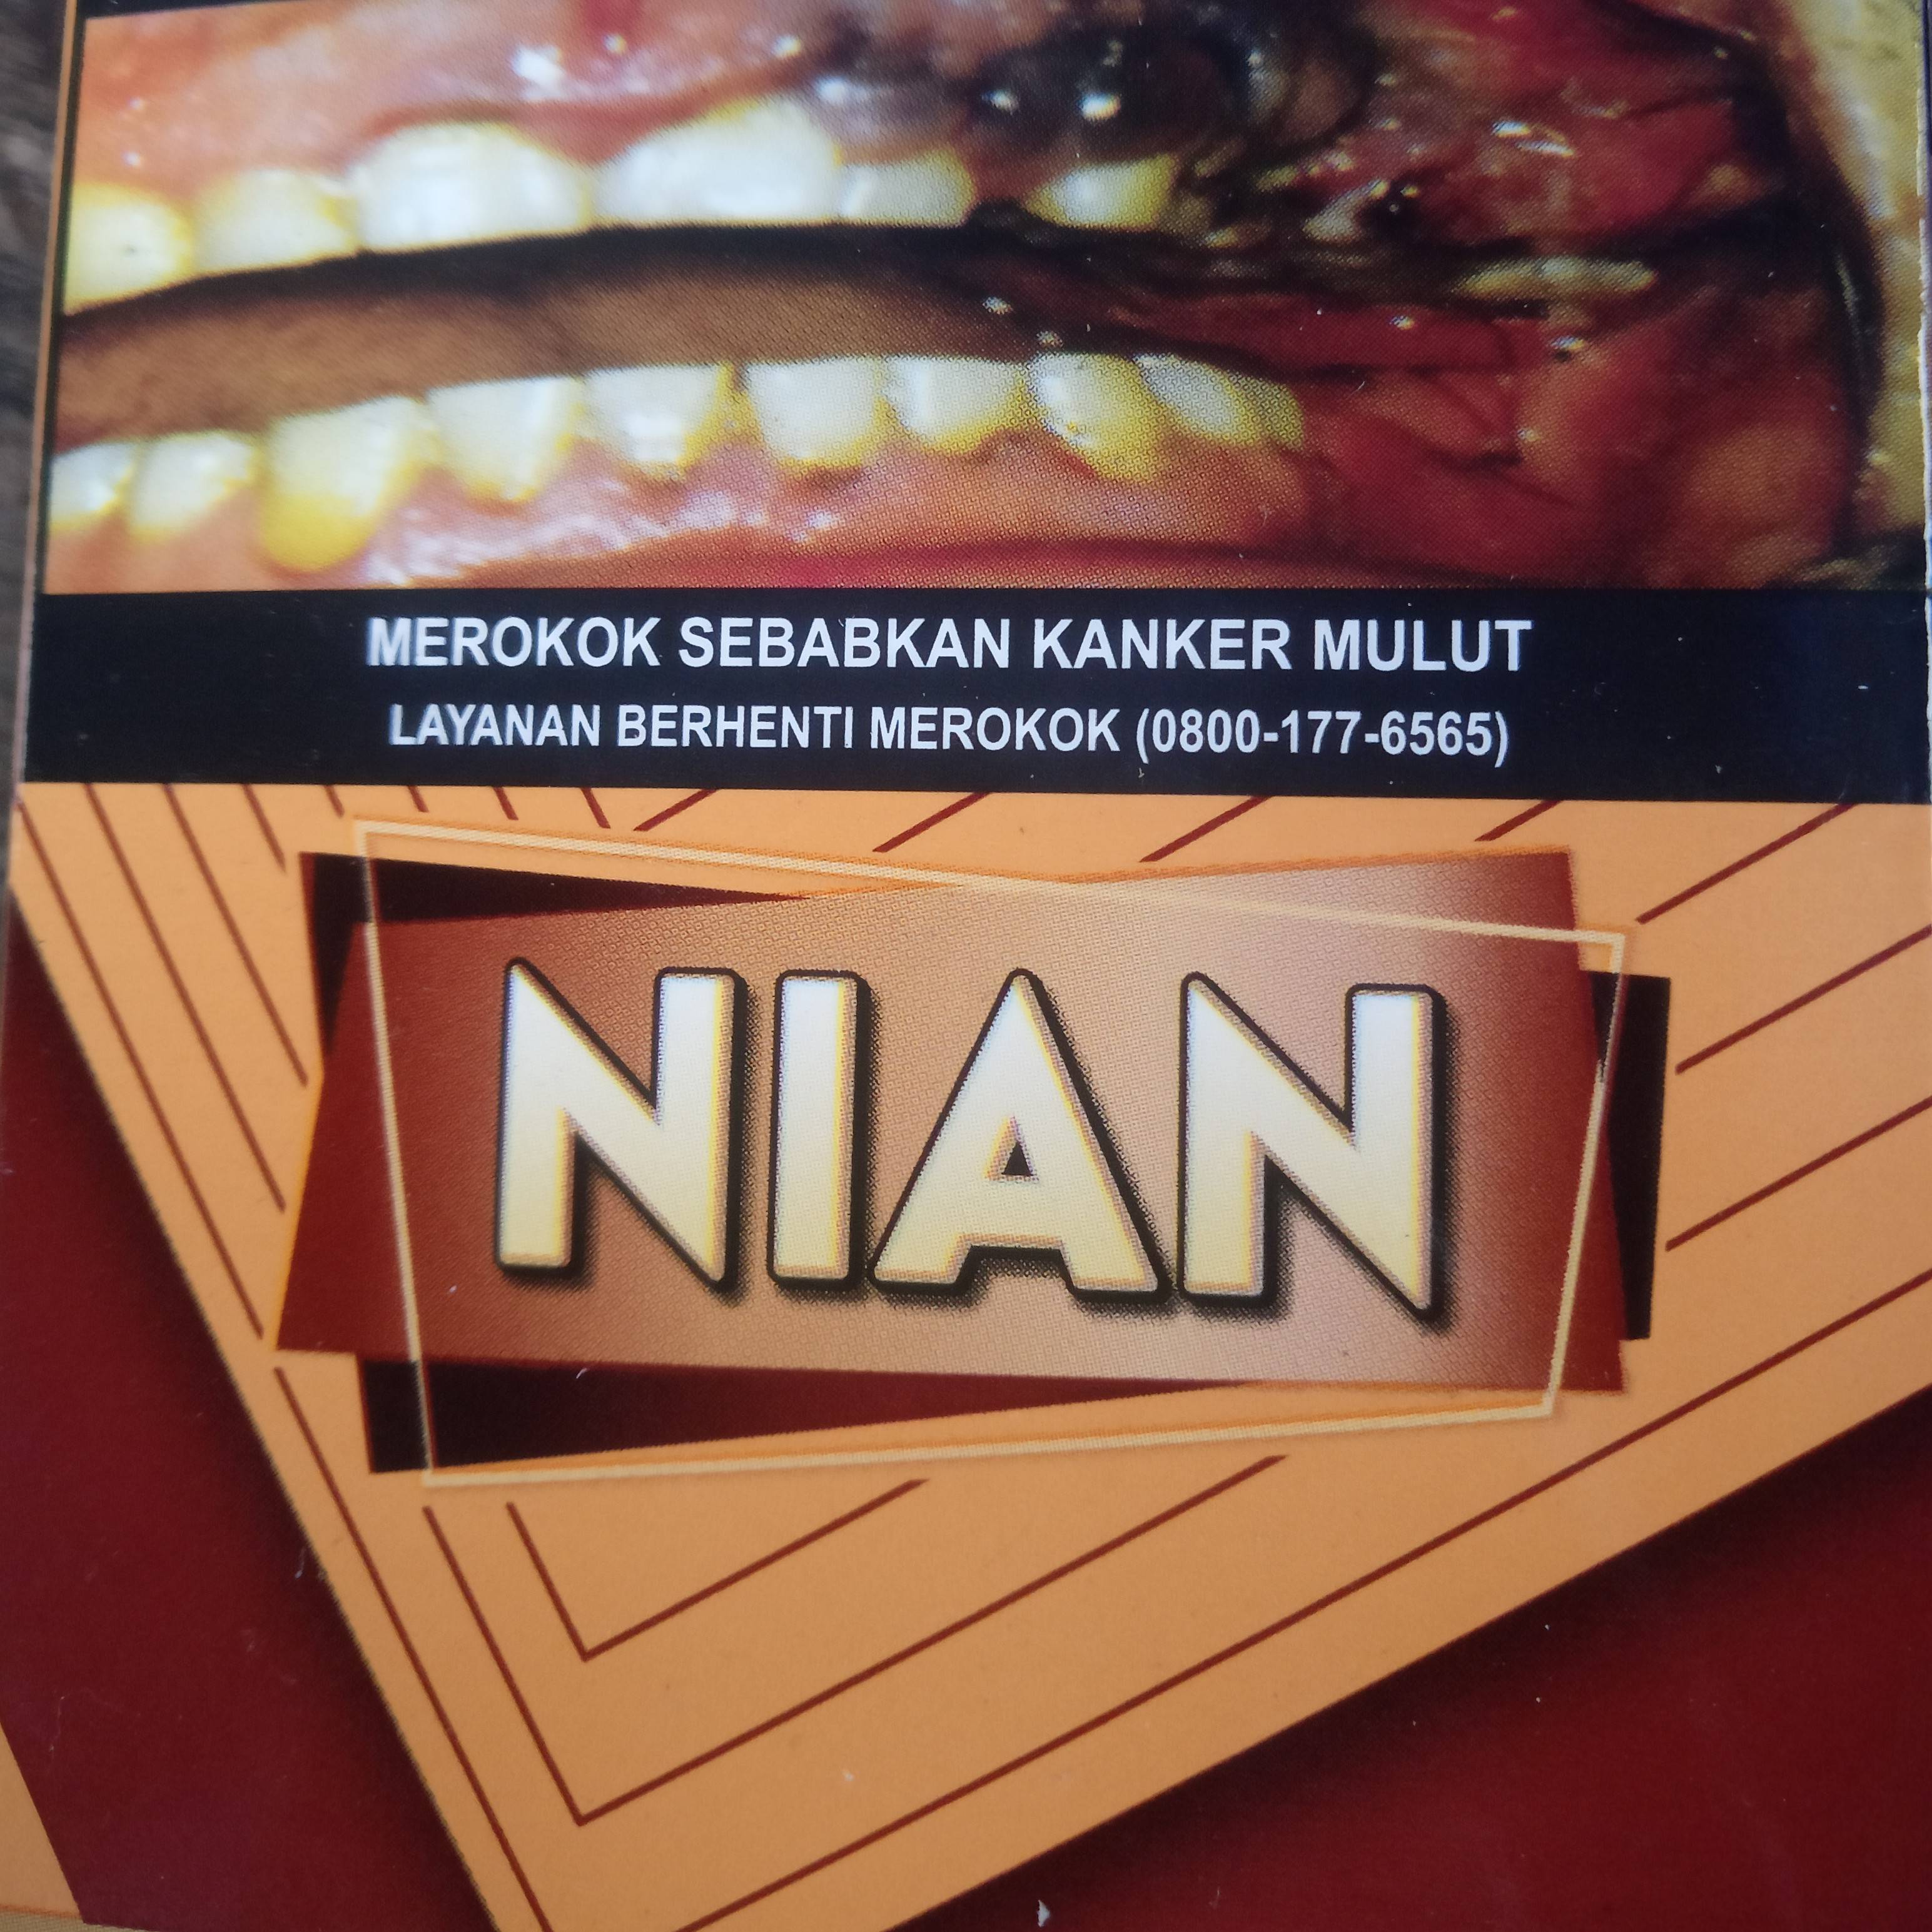 MEROKOK SEBABKAN KANKER MULUT
LAYANAN BERHENTI MEROKOK (0800-177-6565)
NIAN